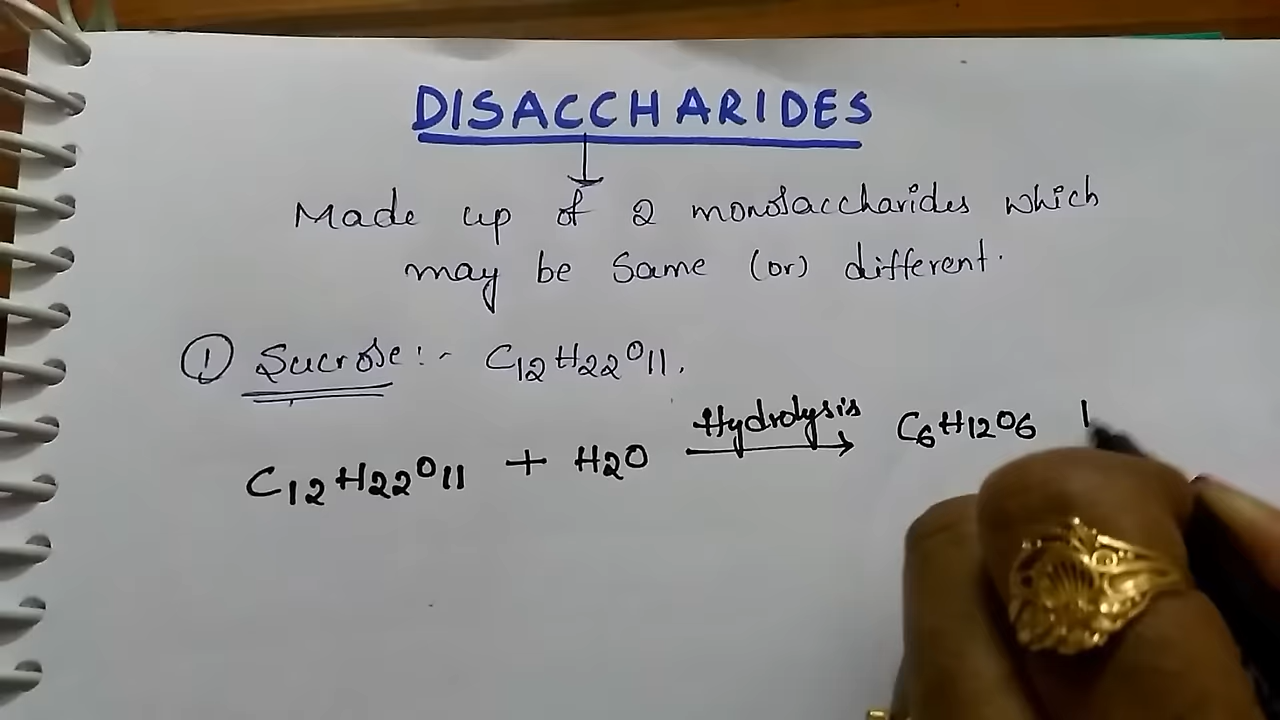 DISACCHARIDES
Made up of 2 monosaccharides which
may be same (or) different.
① Sucrose:- C12H22O11.
C12H22O11 + H2O Hydrolysis → C6H12O6